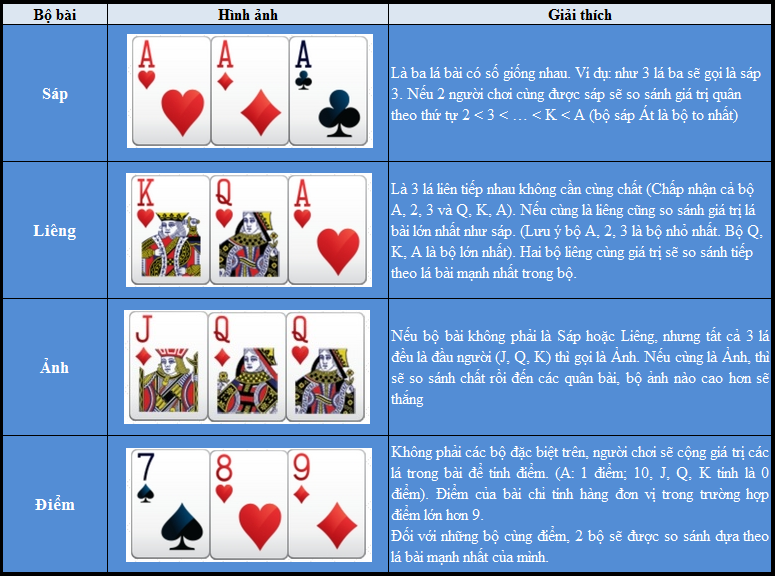 Bộ bài
Hình ảnh
Giải thích
Sáp
A
A
A
Là ba lá bài có số giống nhau. Ví dụ: như 3 lá ba sẽ gọi là sáp
3. Nếu 2 người chơi cùng được sáp sẽ so sánh giá trị quân
theo thứ tự 2 < 3 < … < K < A (bộ sáp Át là bộ to nhất)
Liêng
K
Q
A
Là 3 lá liên tiếp nhau không cần cùng chất (Chấp nhận cả bộ
A, 2, 3 và Q, K, A). Nếu cùng là liêng cũng so sánh giá trị lá
bài lớn nhất như sáp. (Lưu ý bộ A, 2, 3 là bộ nhỏ nhất. Bộ Q,
K, A là bộ lớn nhất). Hai bộ liêng cùng giá trị sẽ so sánh tiếp
theo lá bài mạnh nhất trong bộ.
Ảnh
J
Q
Q
Nếu bộ bài không phải là Sáp hoặc Liêng, nhưng tất cả 3 lá
đều là đầu người (J, Q, K) thì gọi là Ảnh. Nếu cùng là Ảnh, thì
sẽ so sánh chất rồi đến các quân bài, bộ ảnh nào cao hơn sẽ
thắng
Điểm
7
8
9
Không phải các bộ đặc biệt trên, người chơi sẽ cộng giá trị các
lá trong bài để tính điểm. (A: 1 điểm; 10, J, Q, K tính là 0
điểm). Điểm của bài chỉ tính hàng đơn vị trong trường hợp
điểm lớn hơn 9.
Đối với những bộ cùng điểm, 2 bộ sẽ được so sánh dựa theo
lá bài mạnh nhất của mình.